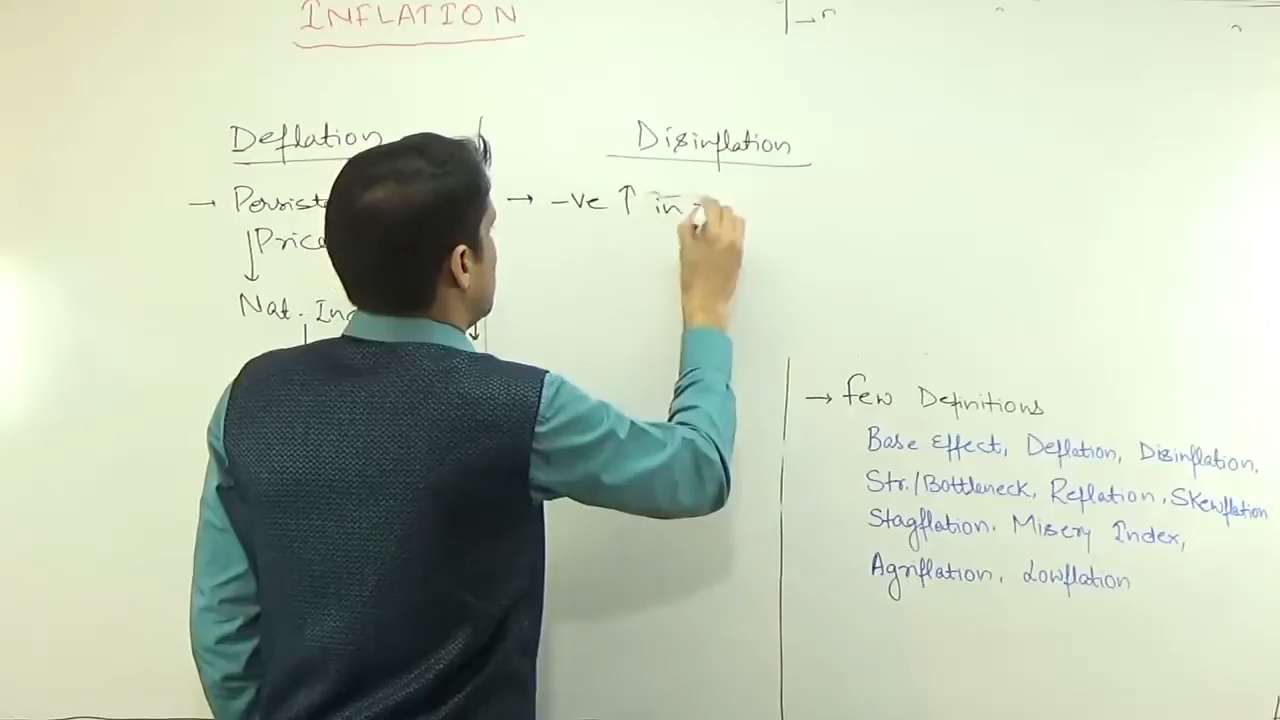 INFLATION
Deflation
→ Persist
↓ Price
Nat. Inc
Disinflation
→ -ve ↑ in
→ few Definitions
Base Effect, Deflation, Disinflation,
Str./Bottleneck, Reflation, Skewflation
Stagflation, Misery Index,
Agriflation, Lowflation